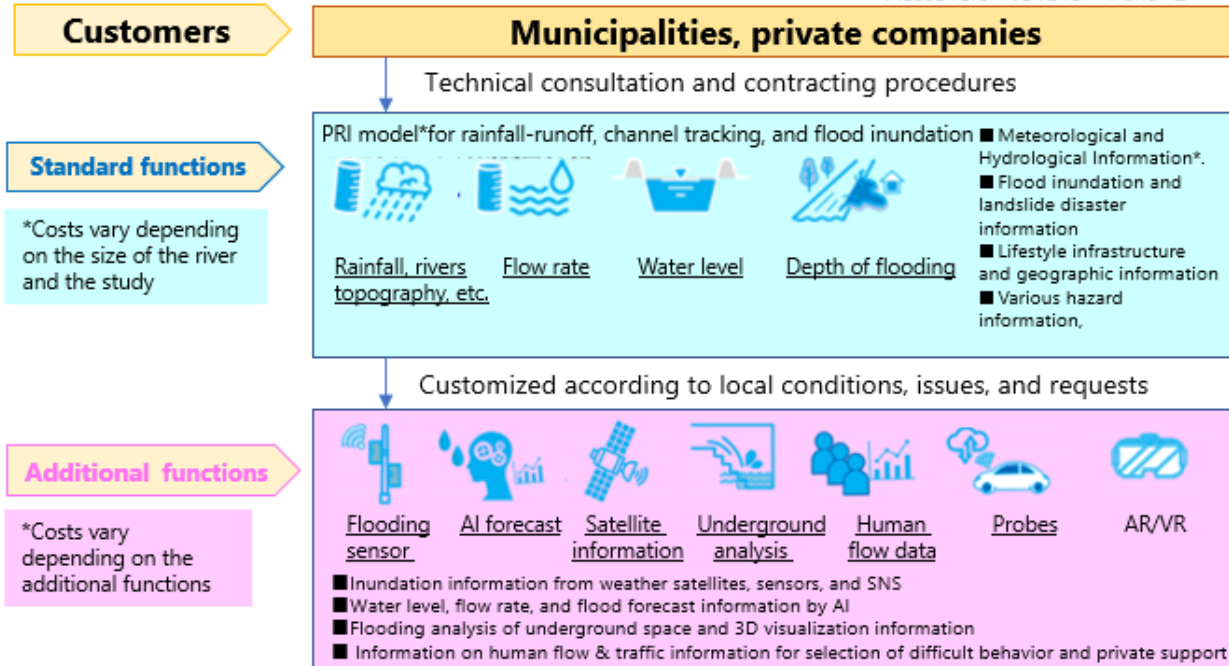 Customers
Municipalities, private companies
Technical consultation and contracting procedures
Standard functions
*Costs vary depending
on the size of the river
and the study
PRI model*for rainfall-runoff, channel tracking, and flood inundation
Rainfall, rivers
topography, etc.
Flow rate
Water level
Depth of flooding
■ Meteorological and
Hydrological Information*.
■ Flood inundation and
landslide disaster
information
■ Lifestyle infrastructure
and geographic information
■ Various hazard
information,
Customized according to local conditions, issues, and requests
Additional functions
*Costs vary
depending on the
additional functions
Flooding
sensor
AI forecast
Satellite
information
Underground
analysis
Human
flow data
Probes
AR/VR
■Inundation information from weather satellites, sensors, and SNS
■Water level, flow rate, and flood forecast information by AI
■Flooding analysis of underground space and 3D visualization information
■ Information on human flow & traffic information for selection of difficult behavior and private support